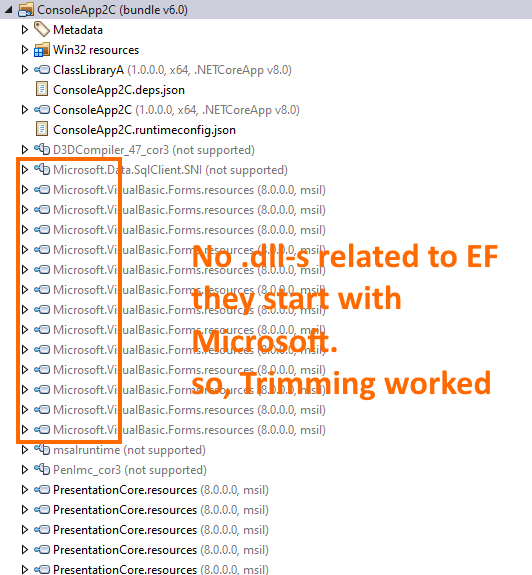 ConsoleApp2C (bundle v6.0)
Metadata
Win32 resources
ClassLibraryA (1.0.0.0, x64, .NETCoreApp v8.0)
ConsoleApp2C.deps.json
ConsoleApp2C (1.0.0.0, x64, .NETCoreApp v8.0)
ConsoleApp2C.runtimeconfig.json
D3DCompiler_47_cor3 (not supported)
Microsoft.Data.SqlClient.SNI (not supported)
Microsoft.VisualBasic.Forms.resources (8.0.0.0, msil)
Microsoft.VisualBasic.Forms.resources (8.0.0.0, msil)
Microsoft.VisualBasic.Forms.resources (8.0.0.0, msil)
Microsoft.VisualBasic.Forms.resources (8.0.0.0, msil)
Microsoft.VisualBasic.Forms.resources (8.0.0.0, msil)
Microsoft.VisualBasic.Forms.resources (8.0.0.0, msil)
Microsoft.VisualBasic.Forms.resources (8.0.0.0, msil)
Microsoft.VisualBasic.Forms.resources (8.0.0.0, msil)
Microsoft.VisualBasic.Forms.resources (8.0.0.0, msil)
Microsoft.VisualBasic.Forms.resources (8.0.0.0, msil)
Microsoft.VisualBasic.Forms.resources (8.0.0.0, msil)
Microsoft.VisualBasic.Forms.resources (8.0.0.0, msil)
Microsoft.VisualBasic.Forms.resources (8.0.0.0, msil)
No .dll-s related to EF
they start with
Microsoft.
so, Trimming worked
msalruntime (not supported)
PenImc_cor3 (not supported)
PresentationCore.resources (8.0.0.0, msil)
PresentationCore.resources (8.0.0.0, msil)
PresentationCore.resources (8.0.0.0, msil)
PresentationCore.resources (8.0.0.0, msil)
PresentationCore.resources (8.0.0.0, msil)